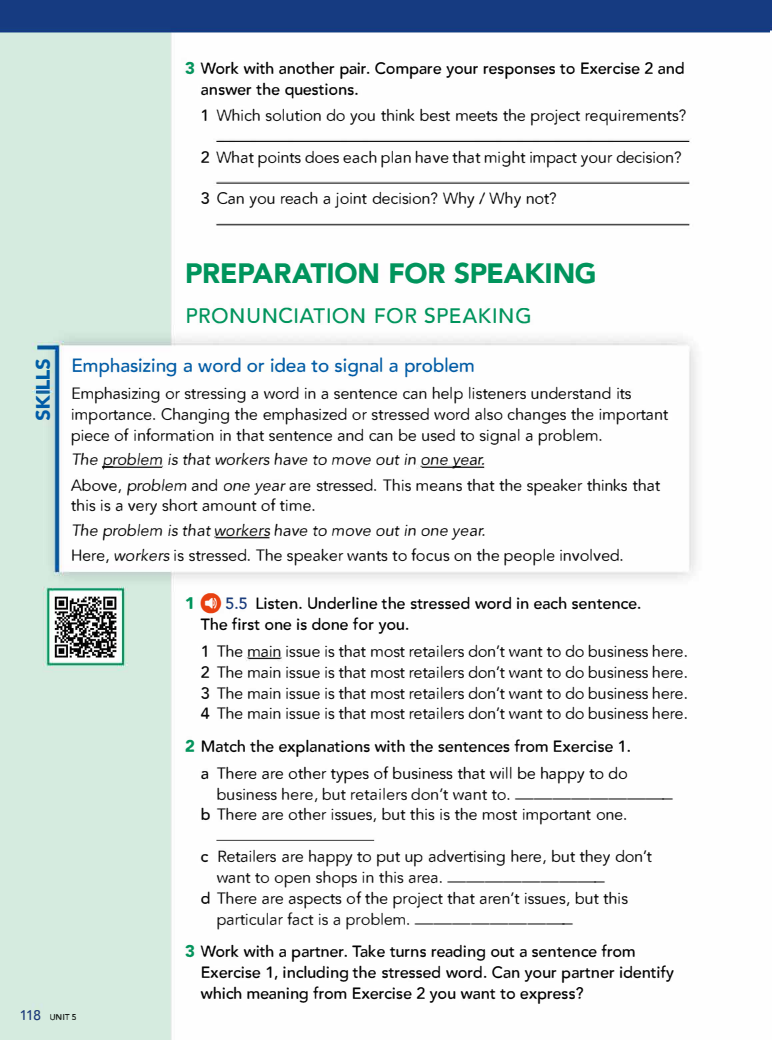 3 Work with another pair. Compare your responses to Exercise 2 and
answer the questions.
1 Which solution do you think best meets the project requirements?
2 What points does each plan have that might impact your decision?
3 Can you reach a joint decision? Why / Why not?
PREPARATION FOR SPEAKING
PRONUNCIATION FOR SPEAKING
SKILLS
Emphasizing a word or idea to signal a problem
Emphasizing or stressing a word in a sentence can help listeners understand its
importance. Changing the emphasized or stressed word also changes the important
piece of information in that sentence and can be used to signal a problem.
The problem is that workers have to move out in one year.
Above, problem and one year are stressed. This means that the speaker thinks that
this is a very short amount of time.
The problem is that workers have to move out in one year.
Here, workers is stressed. The speaker wants to focus on the people involved.
1 5.5 Listen. Underline the stressed word in each sentence.
The first one is done for you.
1 The main issue is that most retailers don't want to do business here.
2 The main issue is that most retailers don't want to do business here.
3 The main issue is that most retailers don't want to do business here.
4 The main issue is that most retailers don't want to do business here.
2 Match the explanations with the sentences from Exercise 1.
a There are other types of business that will be happy to do
business here, but retailers don't want to.
b There are other issues, but this is the most important one.
c Retailers are happy to put up advertising here, but they don't
want to open shops in this area.
d There are aspects of the project that aren't issues, but this
particular fact is a problem.
3 Work with a partner. Take turns reading out a sentence from
Exercise 1, including the stressed word. Can your partner identify
which meaning from Exercise 2 you want to express?
118 UNIT 5